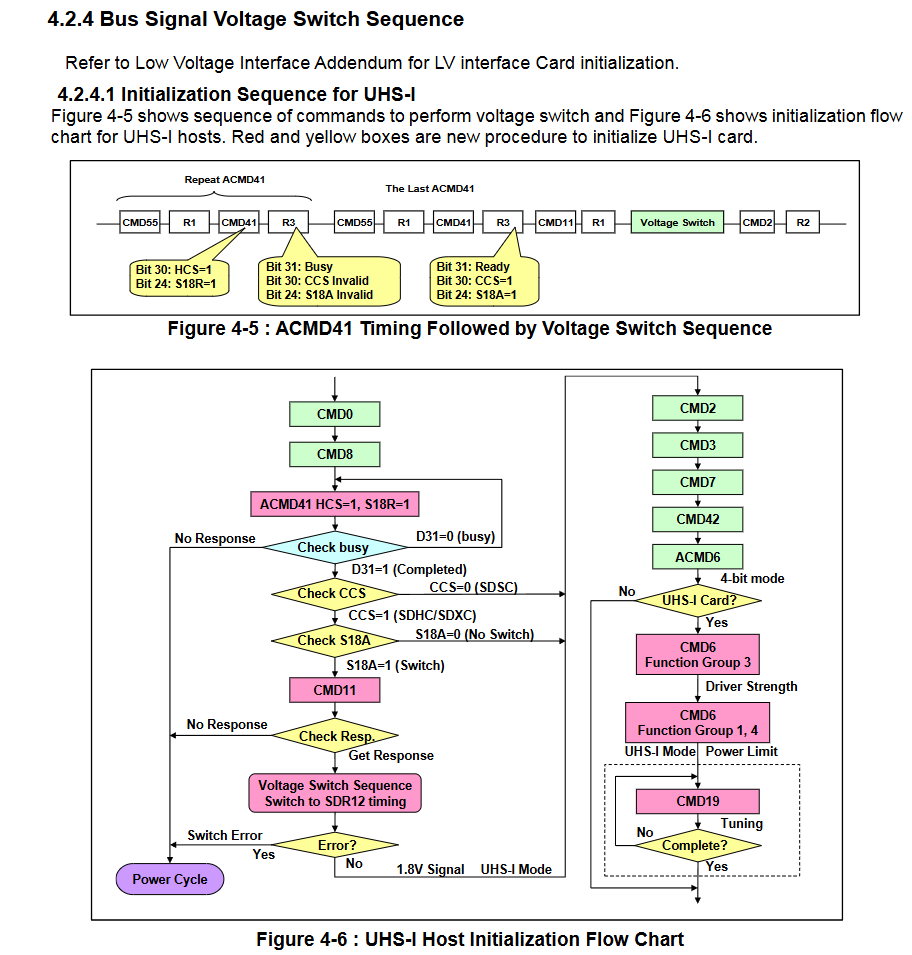 4.2.4 Bus Signal Voltage Switch Sequence
Refer to Low Voltage Interface Addendum for LV interface Card initialization.
4.2.4.1 Initialization Sequence for UHS-I
Figure 4-5 shows sequence of commands to perform voltage switch and Figure 4-6 shows initialization flow
chart for UHS-I hosts. Red and yellow boxes are new procedure to initialize UHS-I card.
Repeat ACMD41
The Last ACMD41
CMD55 R1 CMD41 R3 CMD55 R1 CMD41 R3 CMD11 R1 Voltage Switch CMD2 R2
Bit 30: HCS=1
Bit 24: S18R=1
Bit 31: Busy
Bit 30: CCS Invalid
Bit 24: S18A Invalid
Bit 31: Ready
Bit 30: CCS=1
Bit 24: S18A=1
Figure 4-5 : ACMD41 Timing Followed by Voltage Switch Sequence
CMD0
CMD8
ACMD41 HCS=1, S18R=1
No Response
Check busy
D31=0 (busy)
D31=1 (Completed)
Check CCS
CCS=0 (SDSC)
CCS=1 (SDHC/SDXC)
Check S18A
S18A=0 (No Switch)
S18A=1 (Switch)
CMD11
No Response
Check Resp.
Get Response
Voltage Switch Sequence
Switch to SDR12 timing
Switch Error
Error?
Yes
No
1.8V Signal UHS-I Mode
Power Cycle
CMD2
CMD3
CMD7
CMD42
ACMD6
4-bit mode
No
UHS-I Card?
Yes
CMD6
Function Group 3
Driver Strength
CMD6
Function Group 1, 4
UHS-I Mode Power Limit
CMD19
Tuning
No
Complete?
Yes
Figure 4-6 : UHS-I Host Initialization Flow Chart